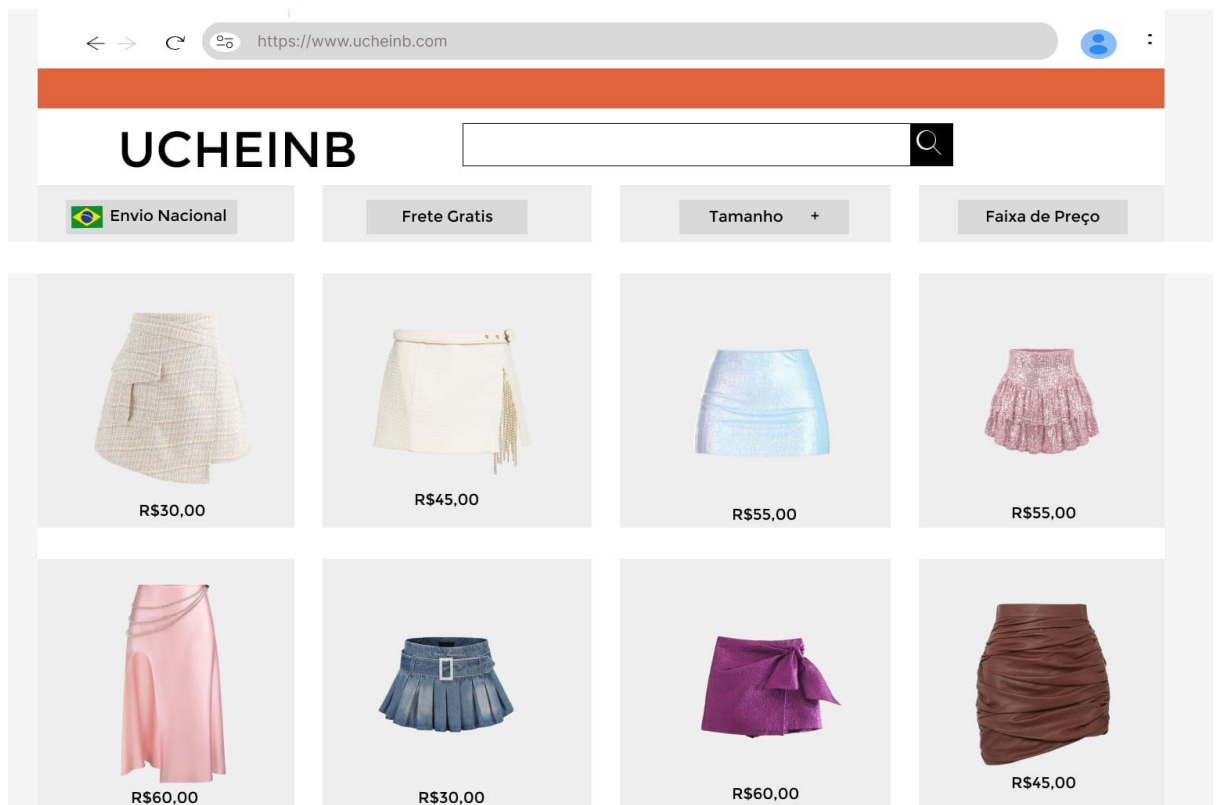 https://www.ucheinb.com
UCHEINB
Envio Nacional
Frete Gratis
Tamanho +
Faixa de Preço
R$30,00
R$45,00
R$55,00
R$55,00
R$60,00
R$30,00
R$60,00
R$45,00